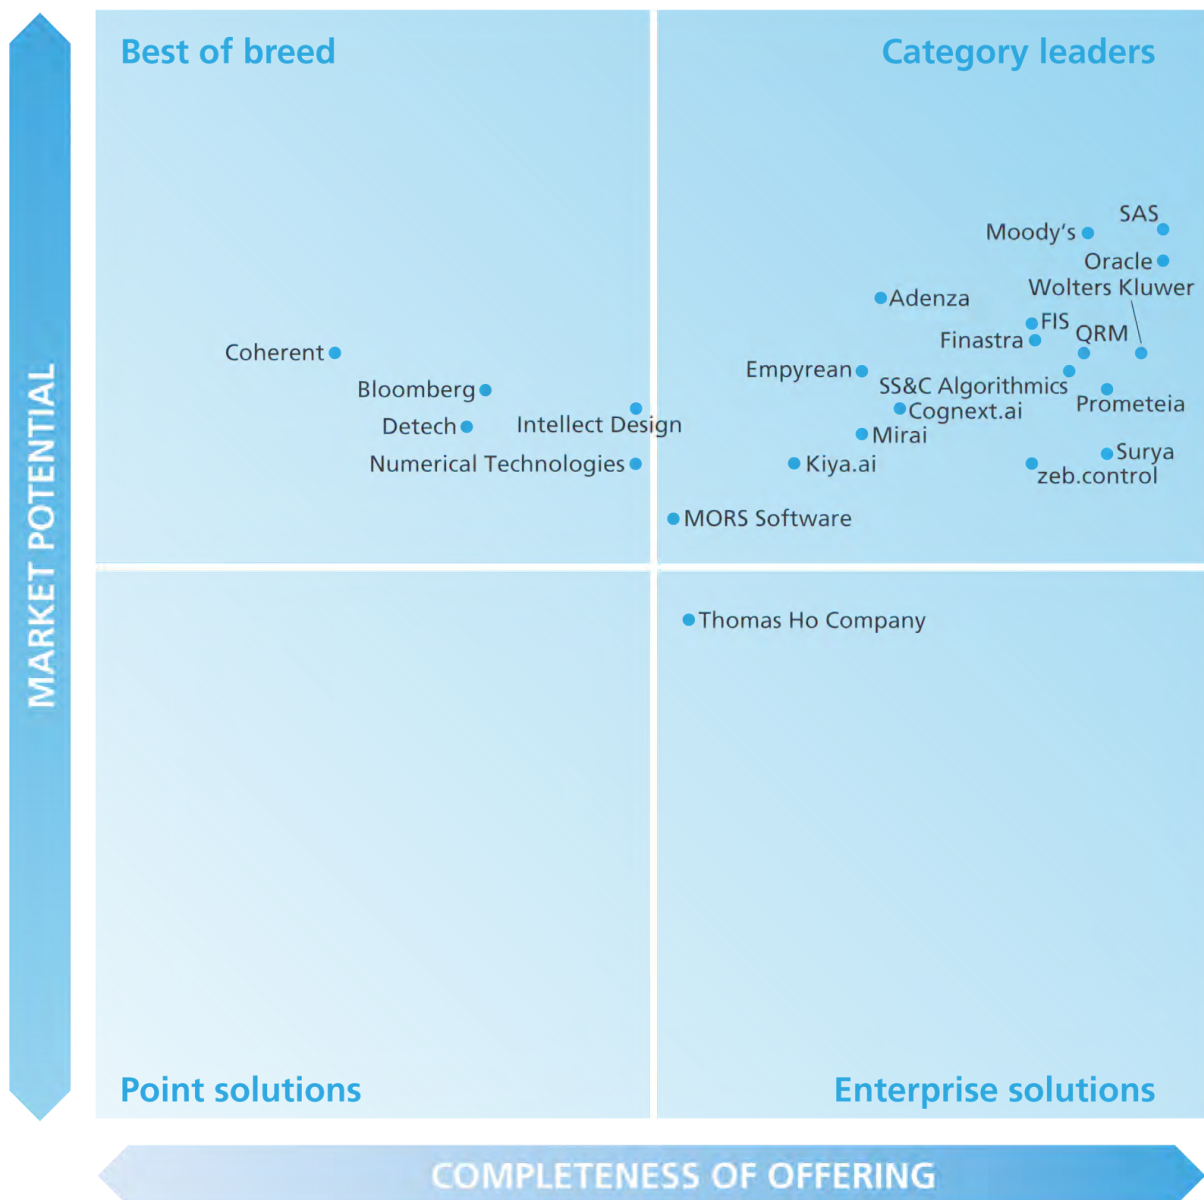 Best of breed
Category leaders
SAS
Moody's
Oracle
Wolters Kluwer
Adenza
FIS
QRM
Finastra
Coherent
Empyrean
SS&C Algorithmics
Bloomberg
Prometeia
Cognext.ai
Intellect Design
Detech
Mirai
Surya
Numerical Technologies
Kiya.ai
zeb.control
MORS Software
Thomas Ho Company
MARKET POTENTIAL
Point solutions
Enterprise solutions
COMPLETENESS OF OFFERING